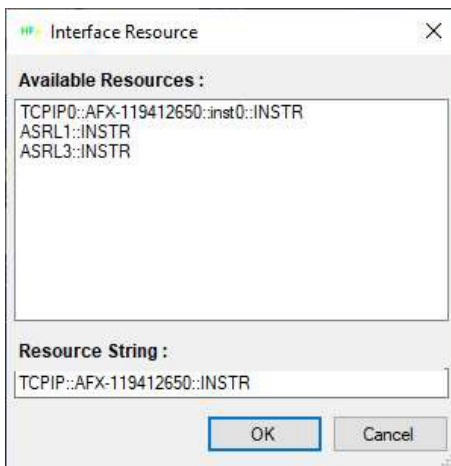 HF
Interface Resource
Available Resources :
TCPIP0::AFX-119412650::inst0::INSTR
ASRL1::INSTR
ASRL3::INSTR
Resource String :
TCPIP::AFX-119412650::INSTR
OK
Cancel